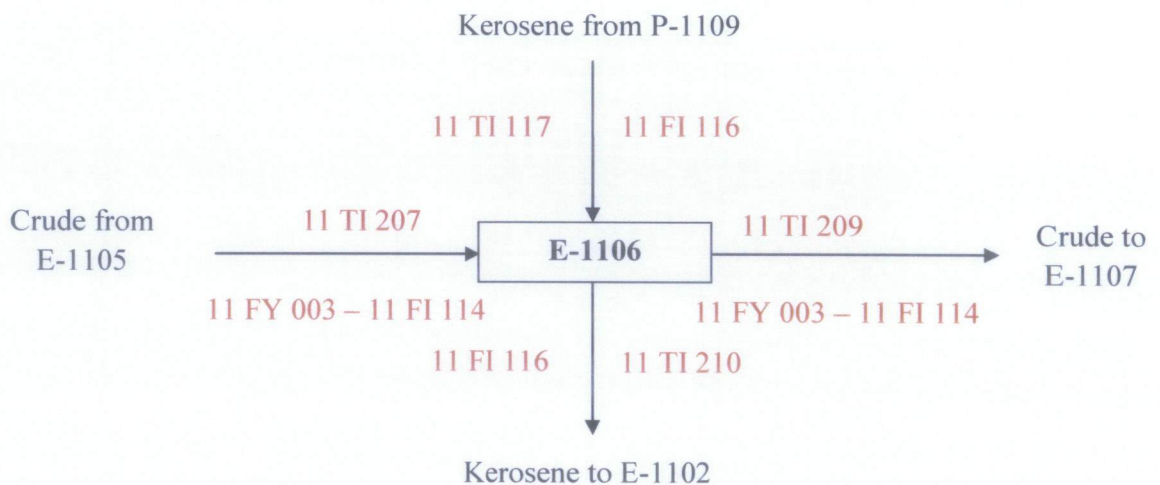 Kerosene from P-1109
11 TI 117
11 FI 116
Crude from
E-1105
11 TI 207
E-1106
11 TI 209
Crude to
E-1107
11 FY 003 – 11 FI 114
11 FY 003 – 11 FI 114
11 FI 116
11 TI 210
Kerosene to E-1102